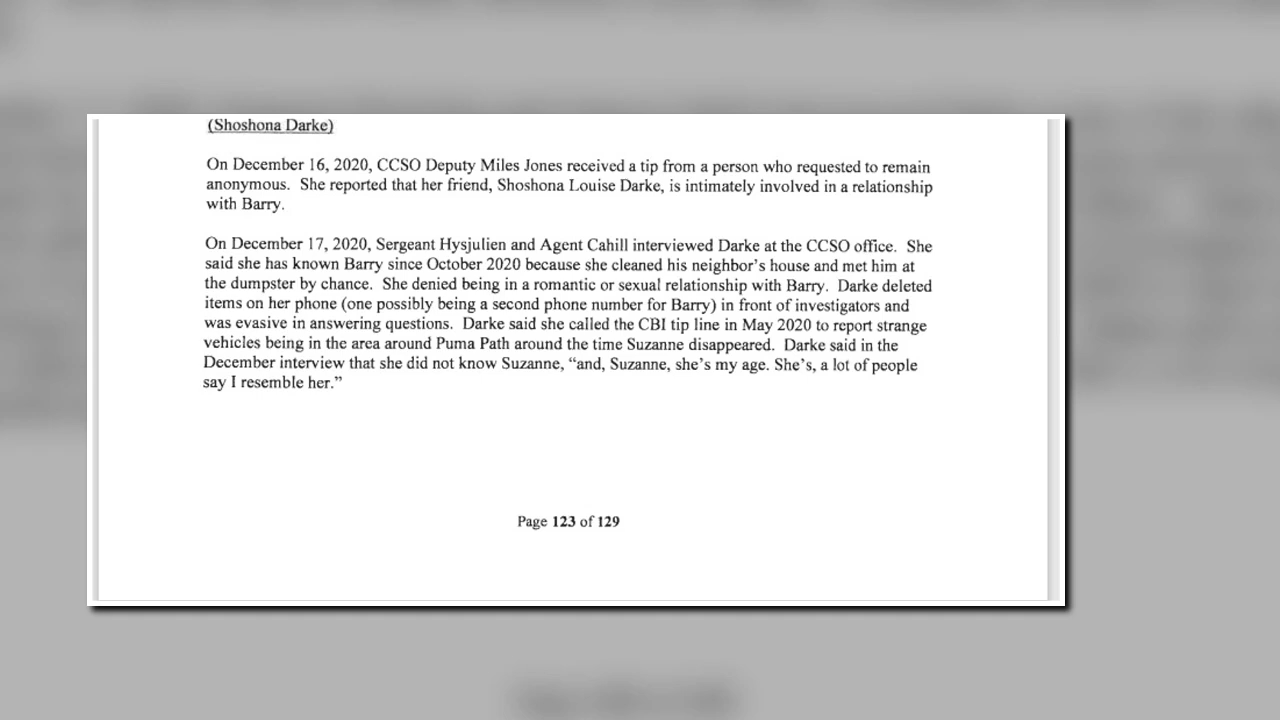 (Shoshona Darke)
On December 16, 2020, CCSO Deputy Miles Jones received a tip from a person who requested to remain
anonymous. She reported that her friend, Shoshona Louise Darke, is intimately involved in a relationship
with Barry.
On December 17, 2020, Sergeant Hysjulien and Agent Cahill interviewed Darke at the CCSO office. She
said she has known Barry since October 2020 because she cleaned his neighbor's house and met him at
the dumpster by chance. She denied being in a romantic or sexual relationship with Barry. Darke deleted
items on her phone (one possibly being a second phone number for Barry) in front of investigators and
was evasive in answering questions. Darke said she called the CBI tip line in May 2020 to report strange
vehicles being in the area around Puma Path around the time Suzanne disappeared. Darke said in the
December interview that she did not know Suzanne, “and, Suzanne, she's my age. She's, a lot of people
say I resemble her.”
Page 123 of 129